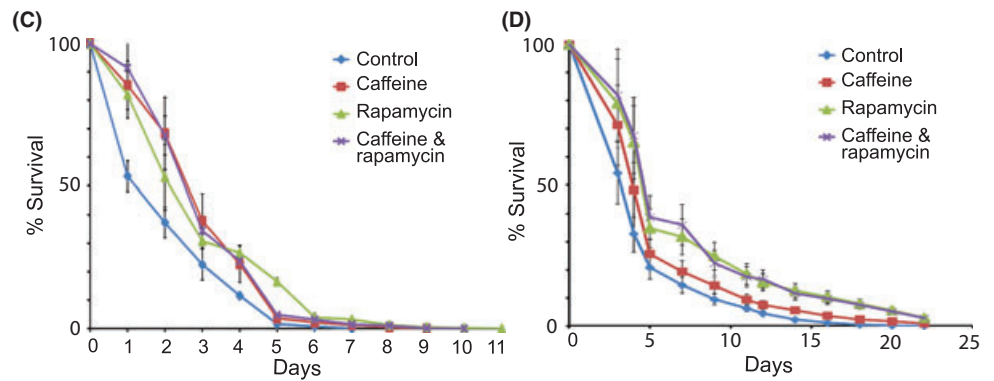 (C)
% Survival
100
50
0
Control
Caffeine
Rapamycin
Caffeine &
rapamycin
0 1 2 3 4 5 6 7 8 9 10 11
Days
(D)
% Survival
100
50
0
Control
Caffeine
Rapamycin
Caffeine &
rapamycin
0 5 10 15 20 25
Days